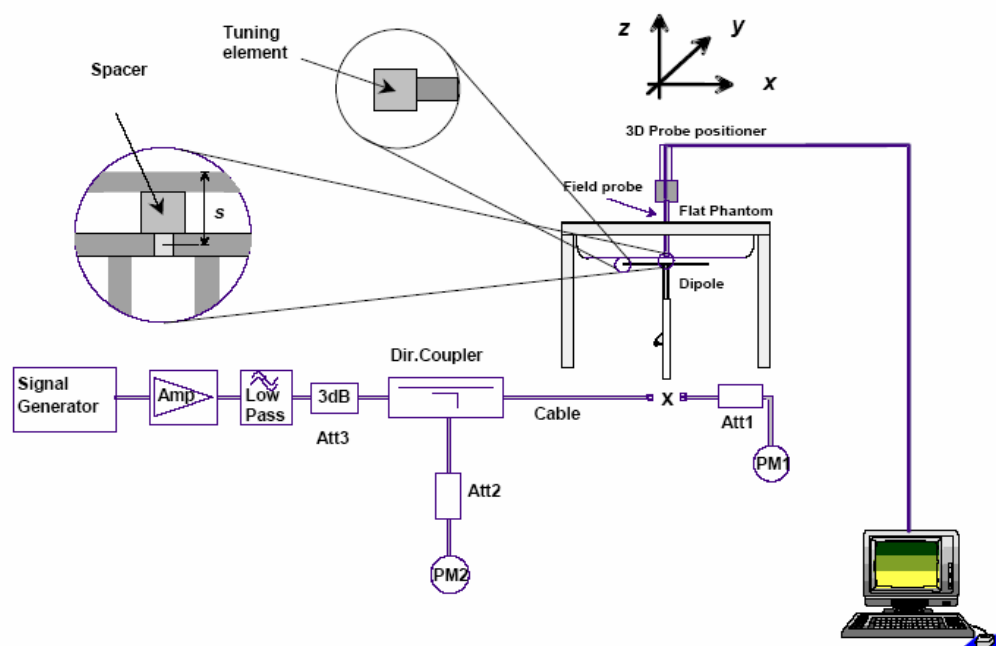 Tuning
element
z
y
x
Spacer
s
3D Probe positioner
Field probe
Flat Phantom
Dipole
Dir.Coupler
Signal
Generator
Amp
Low
Pass
3dB
Att3
Cable
X
Att1
PM1
Att2
PM2